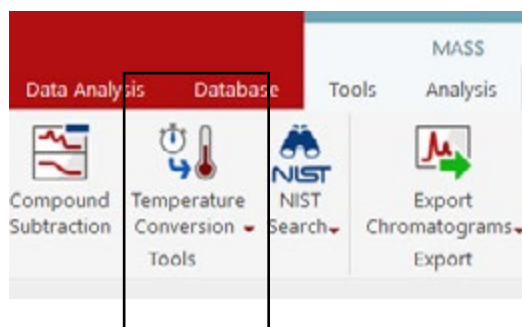 MASS
Data Analysis Database Tools Analysis
NIST
Compound Temperature NIST Export
Subtraction Conversion Search Chromatograms
Tools Export